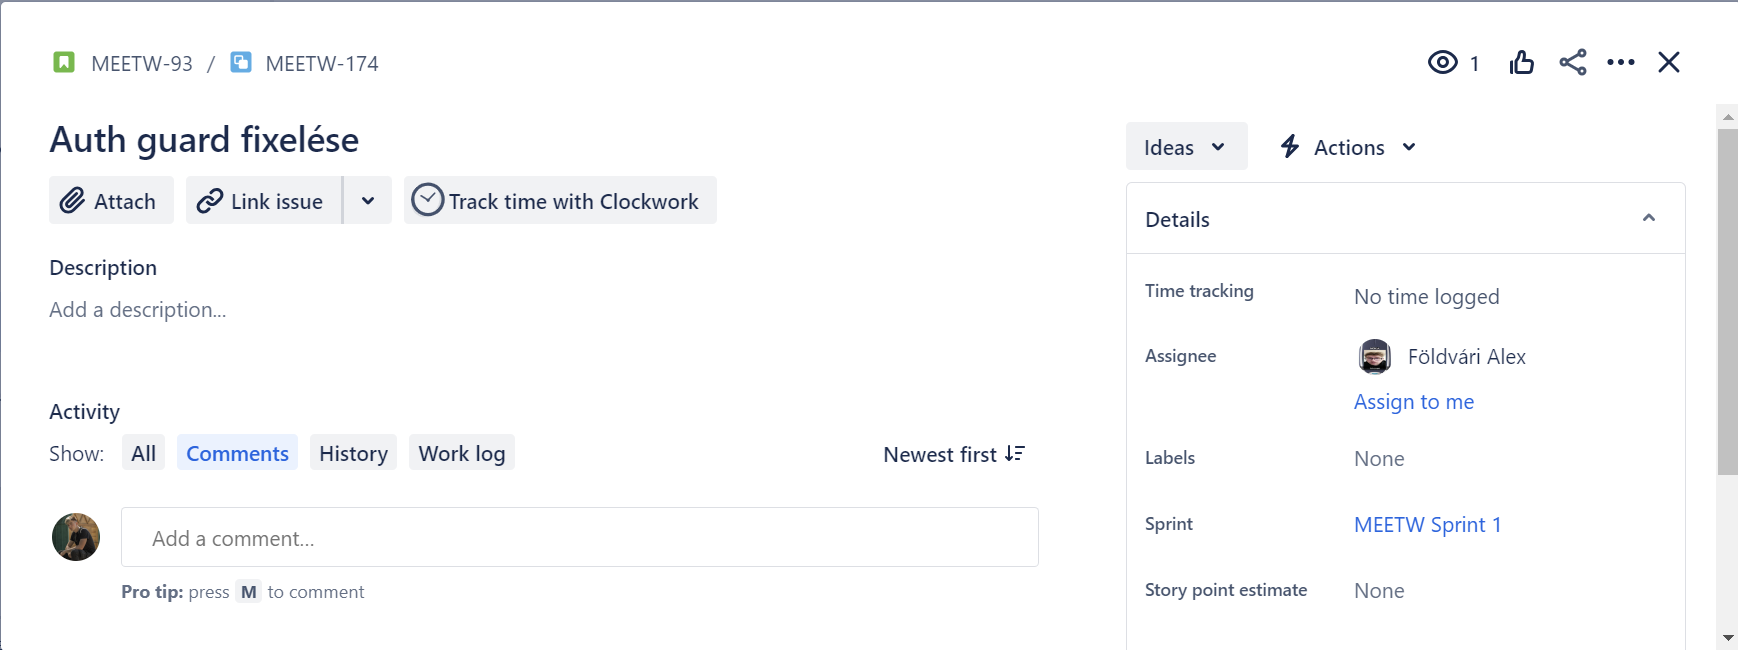 MEETW-93 / MEETW-174
1
Auth guard fixelése
Attach
Link issue
Track time with Clockwork
Description
Add a description...
Activity
Show: All Comments History Work log
Newest first
Add a comment...
Pro tip: press M to comment
Ideas
Actions
Details
Time tracking No time logged
Assignee Földvári Alex
Assign to me
Labels None
Sprint MEETW Sprint 1
Story point estimate None